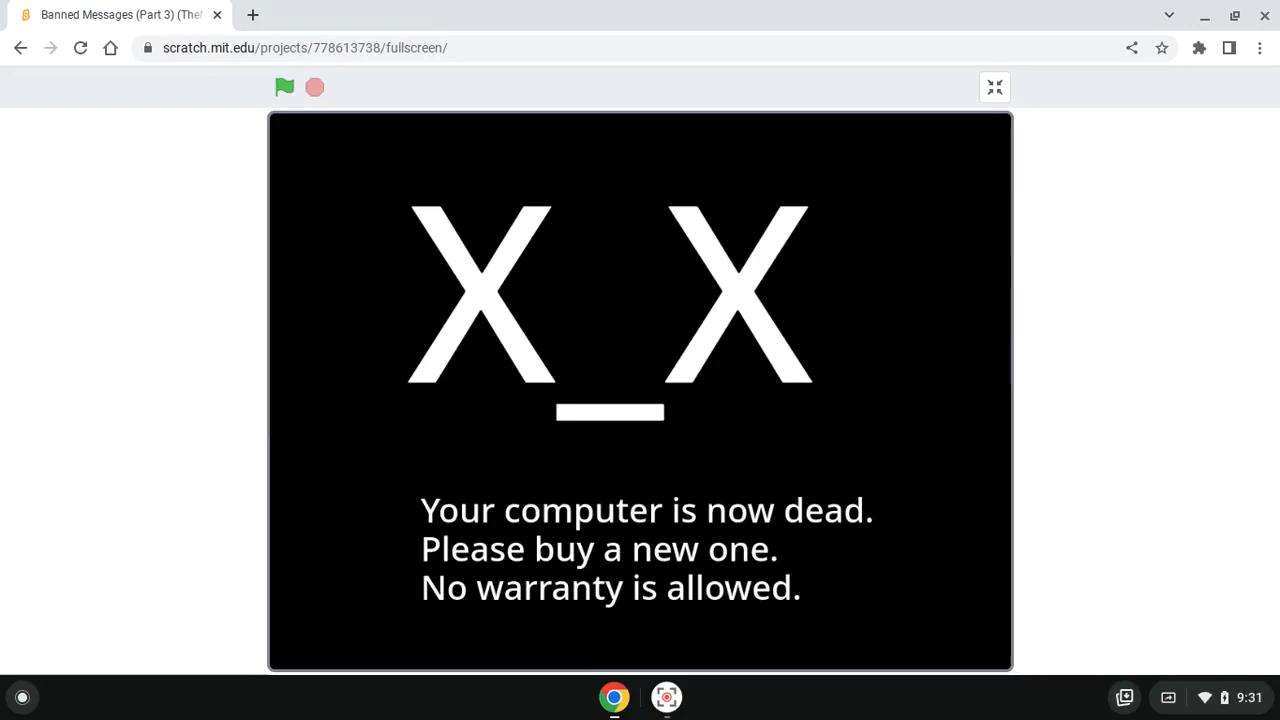 Banned Messages (Part 3) (The
scratch.mit.edu/projects/778613738/fullscreen/
X_X
Your computer is now dead.
Please buy a new one.
No warranty is allowed.
9:31